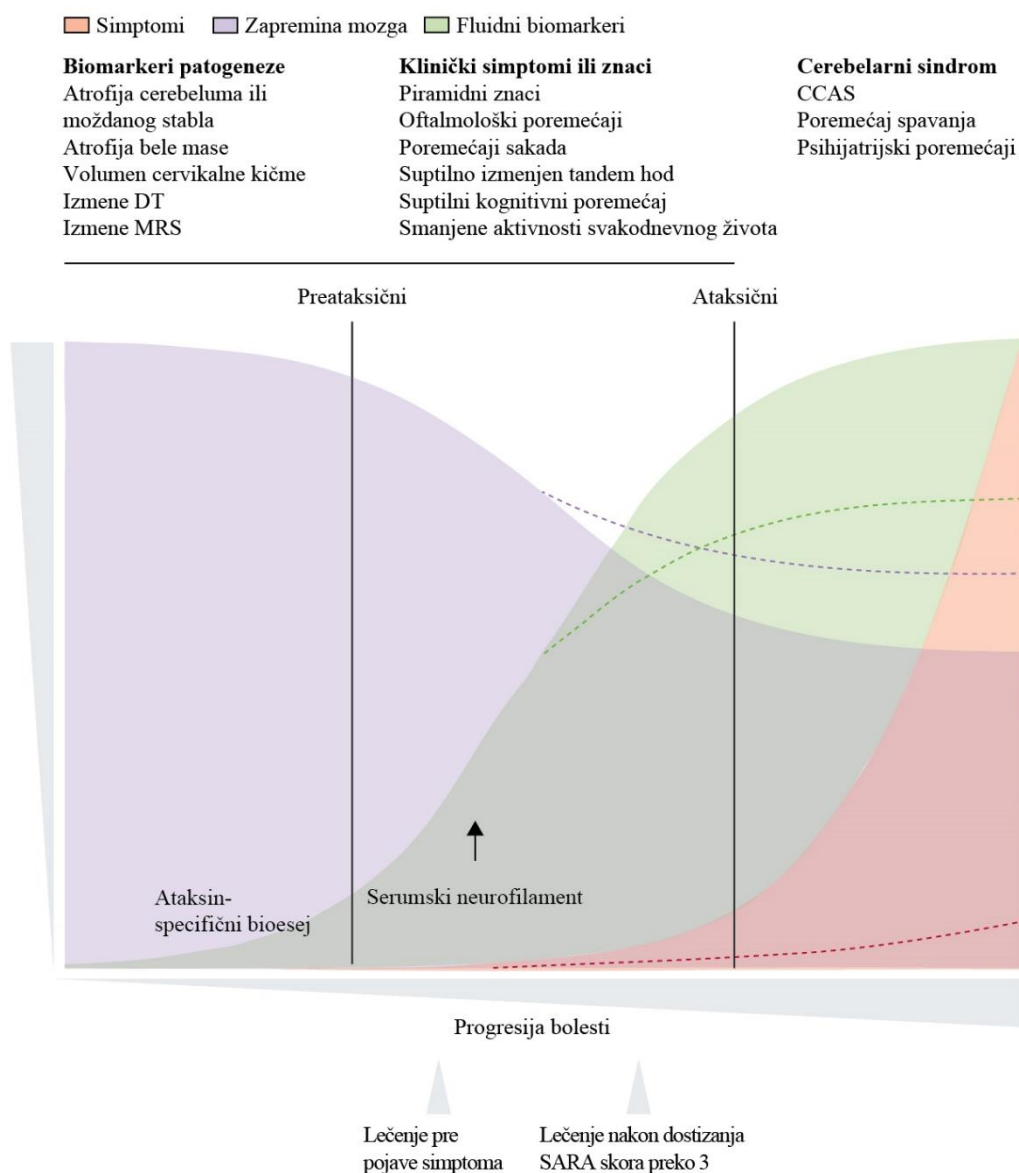 Simptomi
Zapremina mozga
Fluidni biomarkeri
Biomarkeri patogeneze
Atrofija cerebeluma ili
moždanog stabla
Atrofija bele mase
Volumen cervikalne kičme
Izmene DT
Izmene MRS
Klinički simptomi ili znaci
Piramidni znaci
Oftalmološki poremećaji
Poremećaji sakada
Suptilno izmenjen tandem hod
Suptilni kognitivni poremećaj
Smanjene aktivnosti svakodnevnog života
Cerebelarni sindrom
CCAS
Poremećaj spavanja
Psihijatrijski poremećaji
Preataksični
Ataksični
Ataksin-
specifični bioesej
Serumski neurofilament
Progresija bolesti
Lečenje pre
pojave simptoma
Lečenje nakon dostizanja
SARA skora preko 3